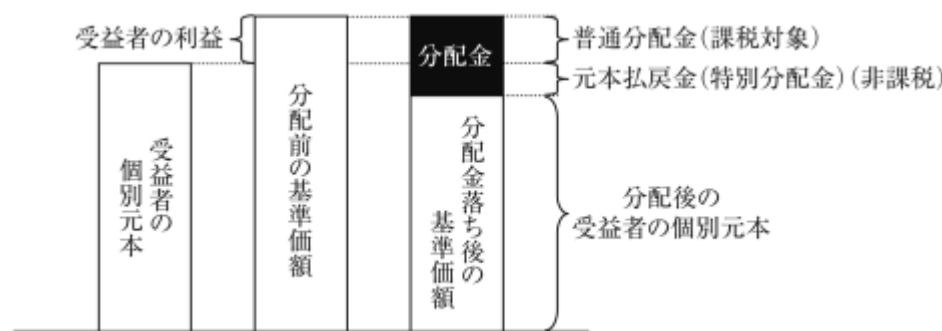 受益者の利益
受益者の
個別元本
分配前の基準価額
分配金
分配金落ち後の
基準価額
普通分配金(課税対象)
元本払戻金(特別分配金)(非課税)
分配後の
受益者の個別元本